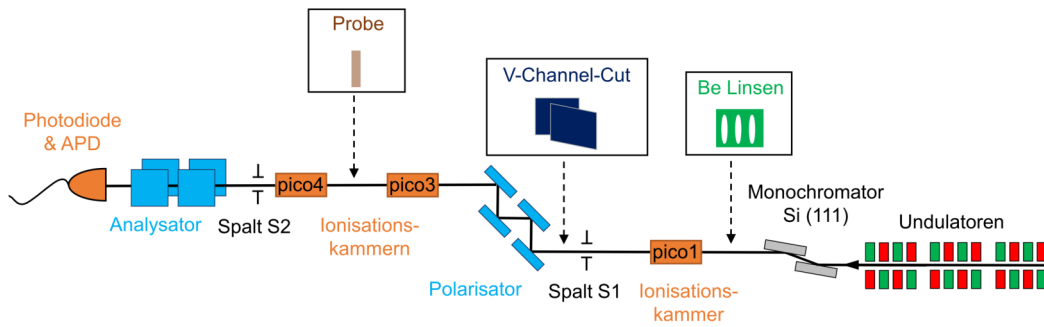 Probe
V-Channel-Cut
Be Linsen
Photodiode
& APD
pico4
pico3
Monochromator
Si (111)
Undulatoren
Analysator
Spalt S2
Ionisations-
kammern
pico1
Polarisator
Spalt S1
Ionisations-
kammer